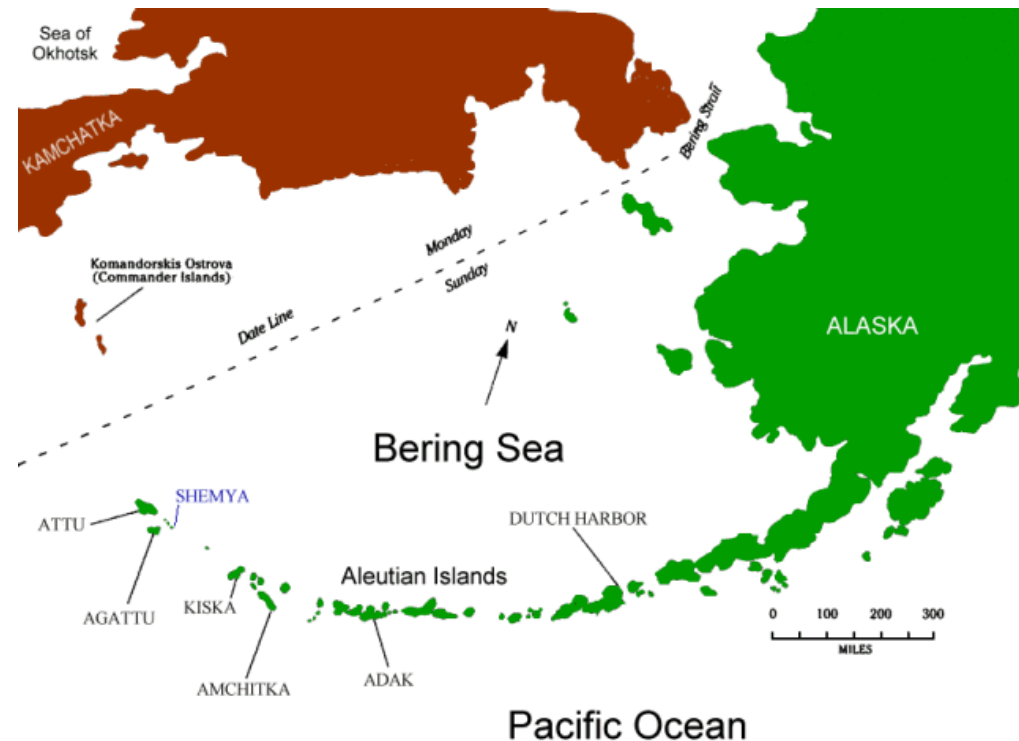 Sea of
Okhotsk
KAMCHATKA
Bering Strait
Komandorskis Ostrova
(Commander Islands)
Monday
Sunday
Date Line
N
ALASKA
Bering Sea
SHEMYA
ATTU
DUTCH HARBOR
Aleutian Islands
KISKA
AGATTU
0 100 200 300
MILES
ADAK
AMCHITKA
Pacific Ocean